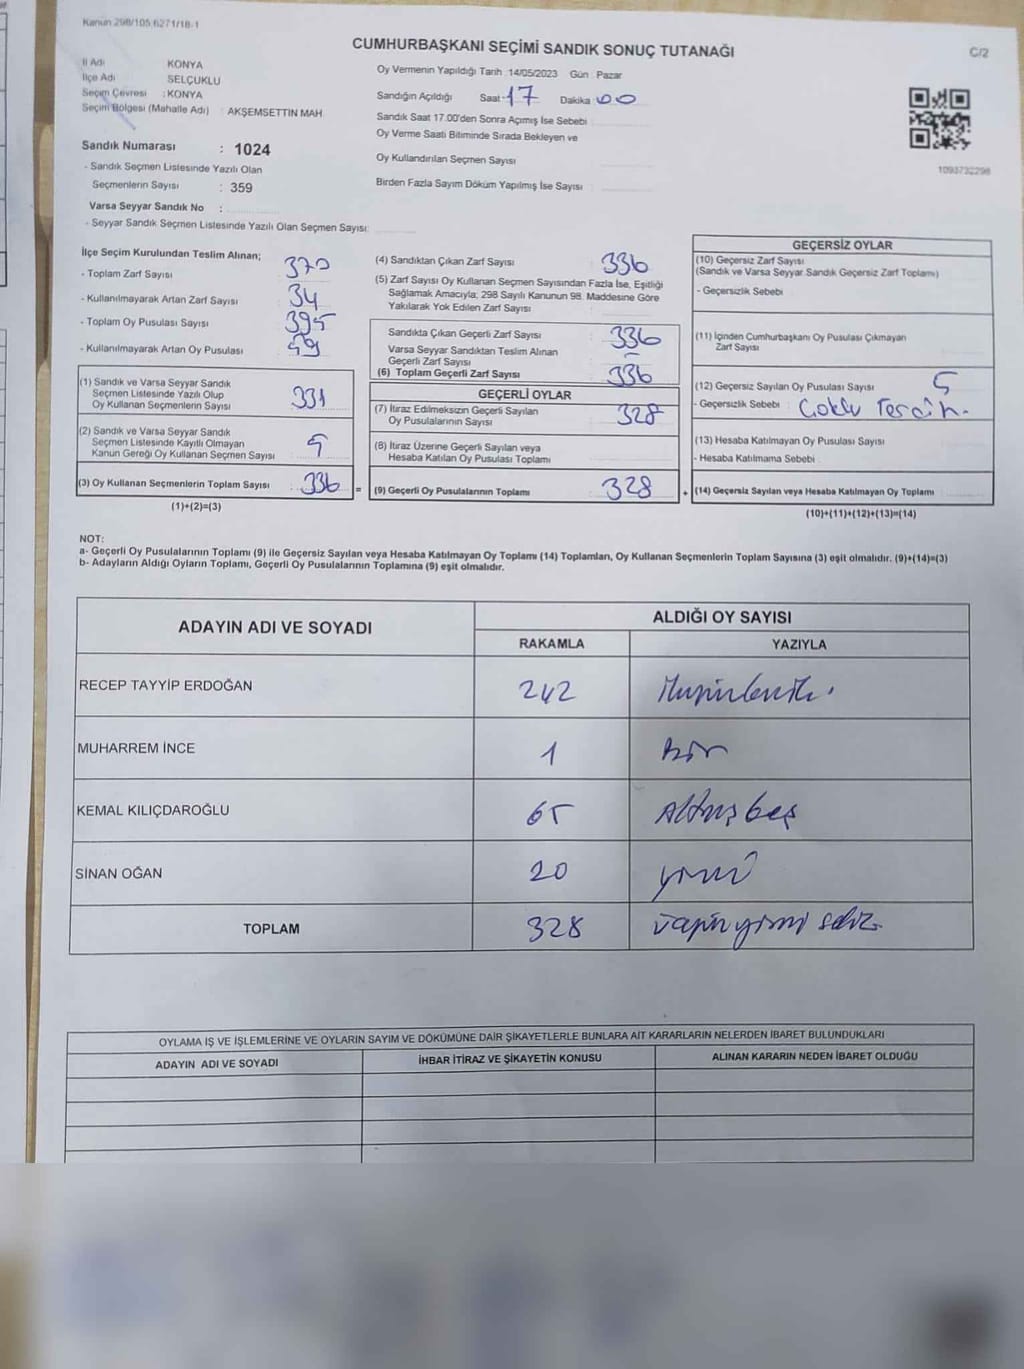 Kanun 298/105 6271/18-1
CUMHURBAŞKANI SEÇİMİ SANDIK SONUÇ TUTANAĞI
C/2
İl Adı KONYA
İlçe Adı SELÇUKLU
Seçim Çevresi : KONYA
Seçim Bölgesi (Mahalle Adı) : AKŞEMSETTİN MAH.
Sandık Numarası : 1024
- Sandık Seçmen Listesinde Yazılı Olan
Seçmenlerin Sayısı : 359
Varsa Seyyar Sandık No :
- Seyyar Sandık Seçmen Listesinde Yazılı Olan Seçmen Sayısı:
Oy Vermenin Yapıldığı Tarih : 14/05/2023 Gün : Pazar
Sandığın Açıldığı Saat 17 Dakika 00
Sandık Saat 17.00'den Sonra Açımış İse Sebebi
Oy Verme Saati Bitiminde Sırada Bekleyen ve
Oy Kullandırılan Seçmen Sayısı
Birden Fazla Sayım Döküm Yapılmış İse Sayısı
1093732298
İlçe Seçim Kurulundan Teslim Alınan;
- Toplam Zarf Sayısı 370
- Kullanılmayarak Artan Zarf Sayısı 34
- Toplam Oy Pusulası Sayısı 395
- Kullanılmayarak Artan Oy Pusulası 59
(1) Sandık ve Varsa Seyyar Sandık
Seçmen Listesinde Yazılı Olup
Oy Kullanan Seçmenlerin Sayısı 331
(2) Sandık ve Varsa Seyyar Sandık
Seçmen Listesinde Kayıtlı Olmayan
Kanun Gereği Oy Kullanan Seçmen Sayısı 5
(3) Oy Kullanan Seçmenlerin Toplam Sayısı : 336 =
(1)+(2)=(3)
(4) Sandıktan Çıkan Zarf Sayısı 336
(5) Zarf Sayısı Oy Kullanan Seçmen Sayısından Fazla İse, Eşitliği
Sağlamak Amacıyla, 298 Sayılı Kanunun 98. Maddesine Göre
Yakılarak Yok Edilen Zarf Sayısı
Sandıkta Çıkan Geçerli Zarf Sayısı 336
Varsa Seyyar Sandıktan Teslim Alınan
Geçerli Zarf Sayısı -
(6) Toplam Geçerli Zarf Sayısı 336
GEÇERLİ OYLAR
(7) İtiraz Edilmeksizin Geçerli Sayılan
Oy Pusulalarının Sayısı 328
(8) İtiraz Üzerine Geçerli Sayılan veya
Hesaba Katılan Oy Pusulası Toplamı
(9) Geçerli Oy Pusulalarının Toplamı 328 +
GEÇERSİZ OYLAR
(10) Geçersiz Zarf Sayısı
(Sandık ve Varsa Seyyar Sandık Geçersiz Zarf Toplamı)
- Geçersizlik Sebebi
(11) İçinden Cumhurbaşkanı Oy Pusulası Çıkmayan
Zarf Sayısı
(12) Geçersiz Sayılan Oy Pusulası Sayısı 5
- Geçersizlik Sebebi : Çoklu Tercih.
(13) Hesaba Katılmayan Oy Pusulası Sayısı
- Hesaba Katılmama Sebebi
(14) Geçersiz Sayılan veya Hesaba Katılmayan Oy Toplamı
(10)+(11)+(12)+(13)=(14)
NOT:
a- Geçerli Oy Pusulalarının Toplamı (9) ile Geçersiz Sayılan veya Hesaba Katılmayan Oy Toplamı (14) Toplamları, Oy Kullanan Seçmenlerin Toplam Sayısına (3) eşit olmalıdır. (9)+(14)=(3)
b- Adayların Aldığı Oyların Toplamı, Geçerli Oy Pusulalarının Toplamına (9) eşit olmalıdır.
ADAYIN ADI VE SOYADI
ALDIĞI OY SAYISI
RAKAMLA YAZIYLA
RECEP TAYYİP ERDOĞAN 242
MUHARREM İNCE 1 Bir
KEMAL KILIÇDAROĞLU 65 Altmış beş
SİNAN OĞAN 20 yirmi
TOPLAM 328 üçyüzyirmi sekiz
OYLAMA İŞ VE İŞLEMLERİNE VE OYLARIN SAYIM VE DÖKÜMÜNE DAİR ŞİKAYETLERLE BUNLARA AİT KARARLARIN NELERDEN İBARET BULUNDUKLARI
ADAYIN ADI VE SOYADI İHBAR İTİRAZ VE ŞİKAYETİN KONUSU ALINAN KARARIN NEDEN İBARET OLDUĞU